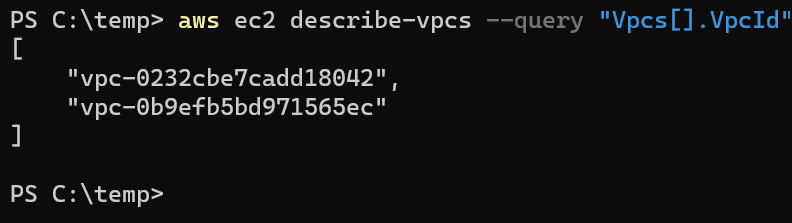 PS C:\temp> aws ec2 describe-vpcs --query "Vpcs[].VpcId"
[
    "vpc-0232cbe7cadd18042",
    "vpc-0b9efb5bd971565ec"
]
PS C:\temp>